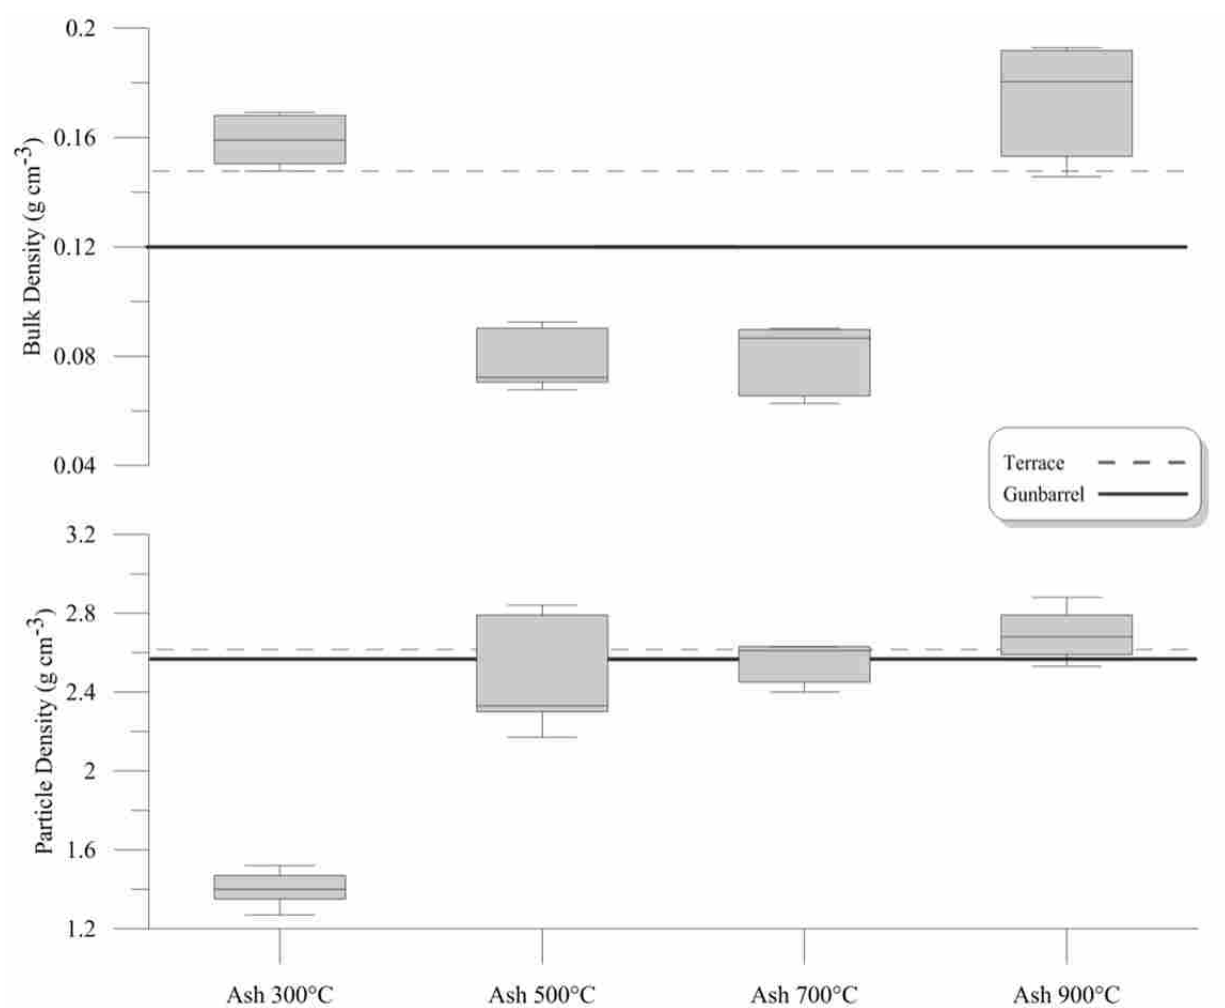 Bulk Density (g cm-3)
0.2
0.16
0.12
0.08
0.04
Terrace
Gunbarrel
Particle Density (g cm-3)
3.2
2.8
2.4
2
1.6
1.2
Ash 300°C
Ash 500°C
Ash 700°C
Ash 900°C